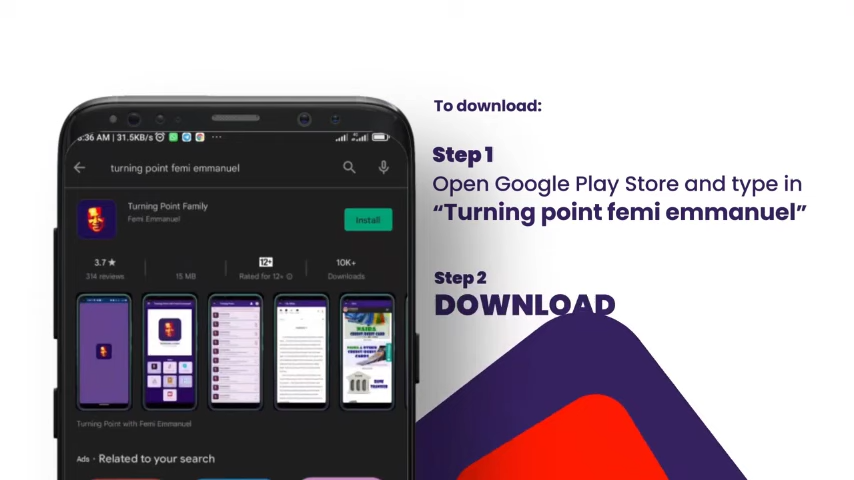 8:36 AM | 31.5KB/s
turning point femi emmanuel
Turning Point Family
Femi Emmanuel
Install
3.7 ★
314 reviews
15 MB
12+
Rated for 12+
10K+
Downloads
Turning Point with Femi Emmanuel
Ads · Related to your search
To download:
Step 1
Open Google Play Store and type in
“Turning point femi emmanuel”
Step 2
DOWNLOAD